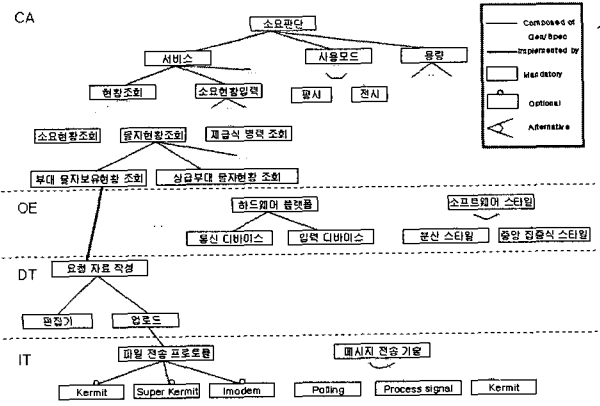 CA
소요판단
Composed of
Gen/Spec
Implemented by
Mandatory
Optional
Alternative
서비스
사용모드
용량
현황조회
소요현황입력
평시
전시
소요현황조회
물자현황조회
제급식 병력 조회
부대 물자보유현황 조회
상급부대 물자현황 조회
OE
하드웨어 플랫폼
소프트웨어 스타일
통신 디바이스
입력 디바이스
분산 스타일
중앙 집중식 스타일
DT
요청 자료 작성
편집기
업로드
IT
파일 전송 프로토콜
메시지 전송 기술
Kermit
Super Kermit
Imodem
Polling
Process signal
Kermit